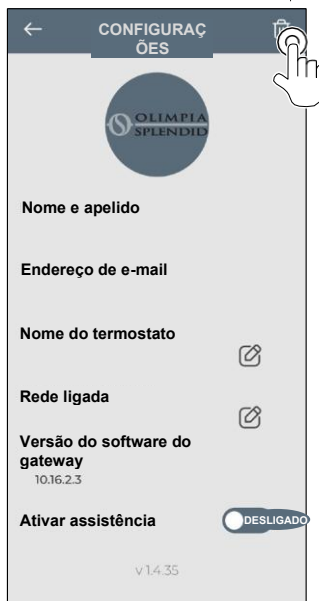 CONFIGURAÇ
ÕES
OLIMPIA
SPLENDID
Nome e apelido
Endereço de e-mail
Nome do termostato
Rede ligada
Versão do software do
gateway
10.16.2.3
Ativar assistência
DESLIGADO
v 1.4.35